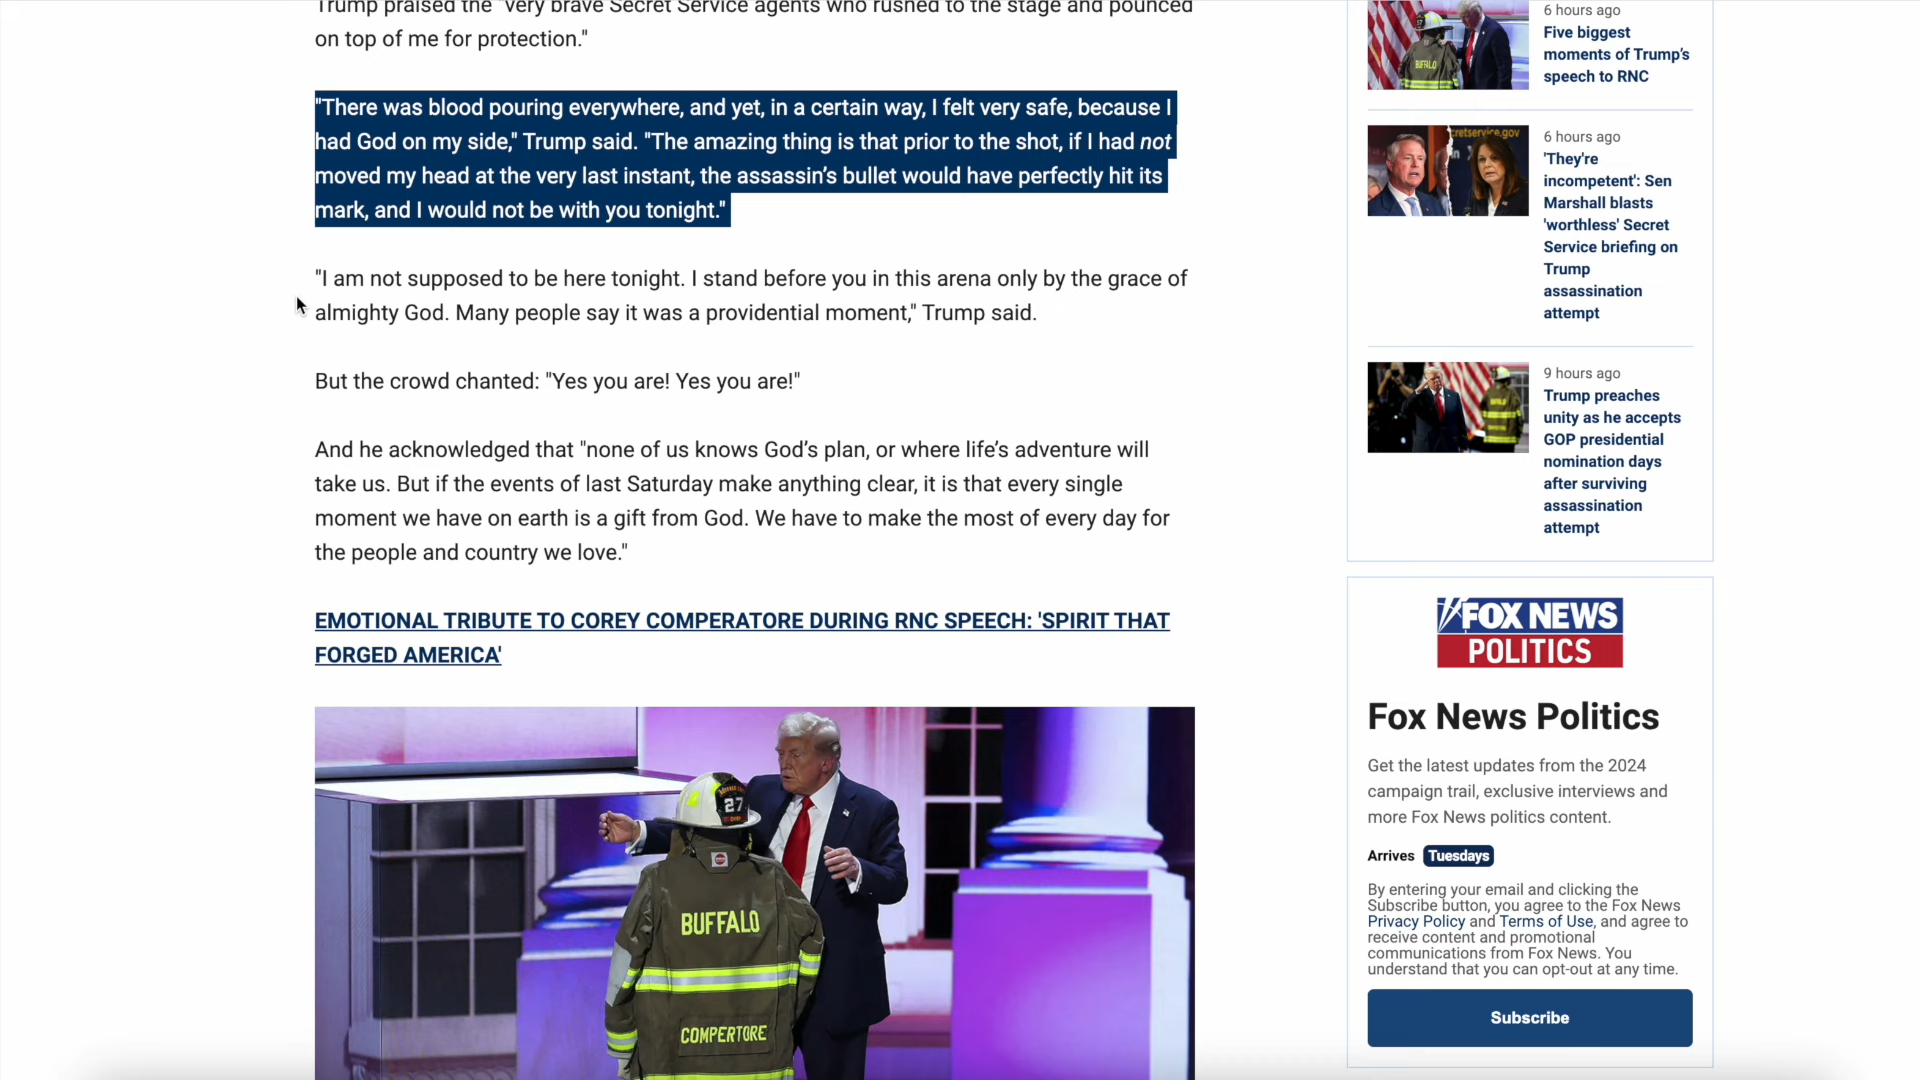 Trump praised the "very brave Secret Service agents who rushed to the stage and pounced
on top of me for protection."
"There was blood pouring everywhere, and yet, in a certain way, I felt very safe, because I
had God on my side," Trump said. "The amazing thing is that prior to the shot, if I had not
moved my head at the very last instant, the assassin’s bullet would have perfectly hit its
mark, and I would not be with you tonight."
"I am not supposed to be here tonight. I stand before you in this arena only by the grace of
almighty God. Many people say it was a providential moment," Trump said.
But the crowd chanted: "Yes you are! Yes you are!"
And he acknowledged that "none of us knows God’s plan, or where life’s adventure will
take us. But if the events of last Saturday make anything clear, it is that every single
moment we have on earth is a gift from God. We have to make the most of every day for
the people and country we love."
EMOTIONAL TRIBUTE TO COREY COMPERATORE DURING RNC SPEECH: 'SPIRIT THAT
FORGED AMERICA'
27
BUFFALO
COMPERTORE
6 hours ago
Five biggest
moments of Trump’s
speech to RNC
BUFFALO
6 hours ago
'They're
incompetent': Sen
Marshall blasts
'worthless' Secret
Service briefing on
Trump
assassination
attempt
cretservice.gov
9 hours ago
Trump preaches
unity as he accepts
GOP presidential
nomination days
after surviving
assassination
attempt
FOX NEWS
POLITICS
Fox News Politics
Get the latest updates from the 2024
campaign trail, exclusive interviews and
more Fox News politics content.
Arrives Tuesdays
By entering your email and clicking the
Subscribe button, you agree to the Fox News
Privacy Policy and Terms of Use, and agree to
receive content and promotional
communications from Fox News. You
understand that you can opt-out at any time.
Subscribe